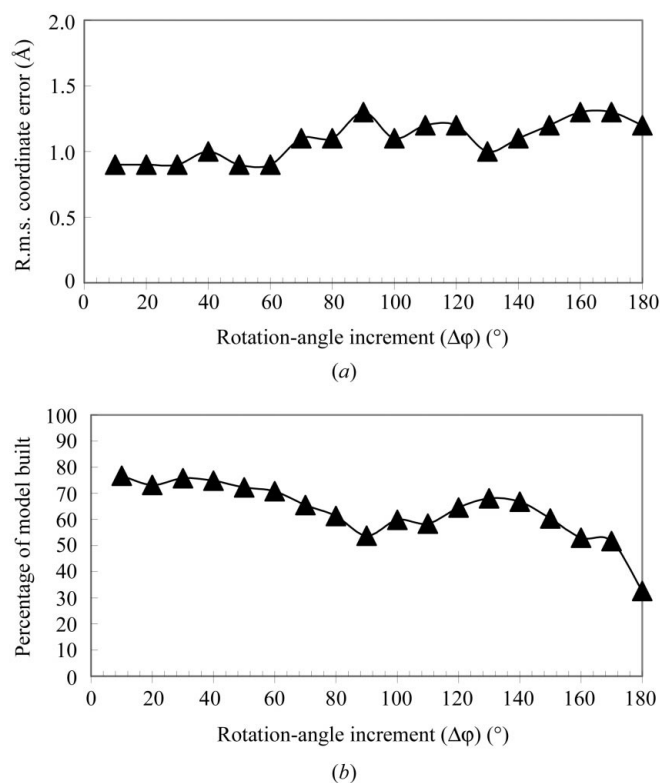 2.0
1.5
1.0
0.5
0
R.m.s. coordinate error (Å)
0 20 40 60 80 100 120 140 160 180
Rotation-angle increment (Δφ) (°)
(a)
100
90
80
70
60
50
40
30
20
10
0
Percentage of model built
0 20 40 60 80 100 120 140 160 180
Rotation-angle increment (Δφ) (°)
(b)